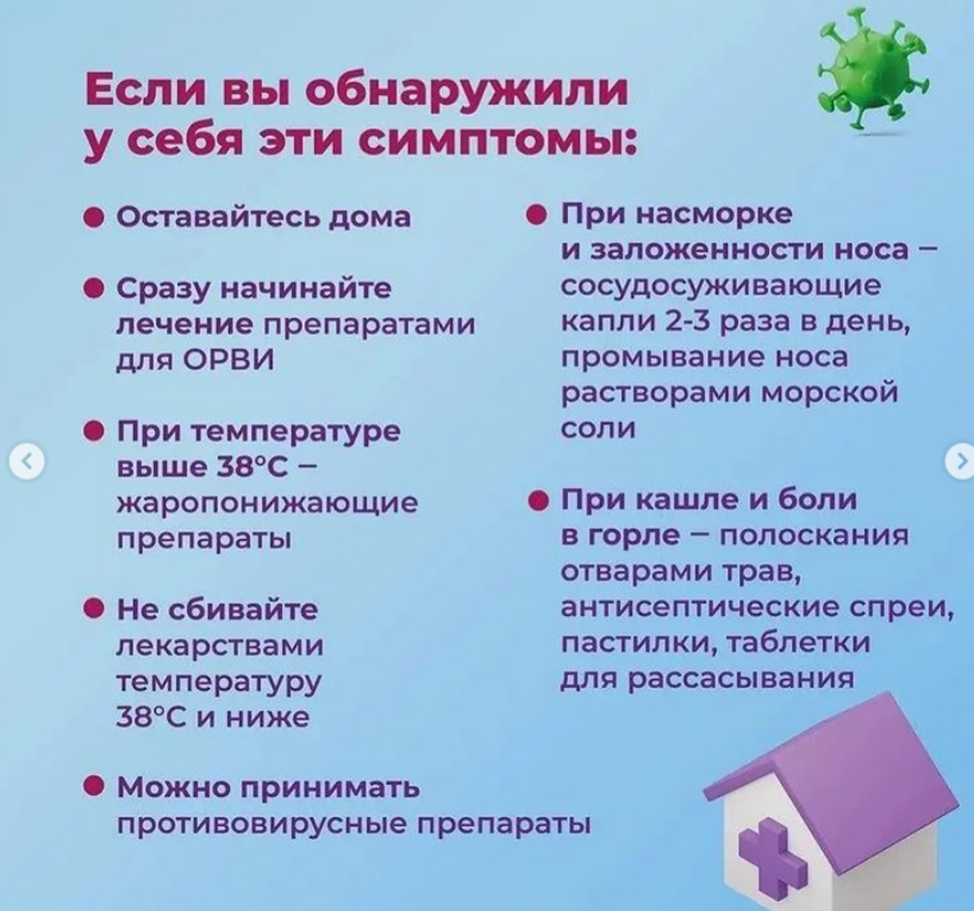 Если вы обнаружили
у себя эти симптомы:
Оставайтесь дома
Сразу начинайте
лечение препаратами
для ОРВИ
При температуре
выше 38°С –
жаропонижающие
препараты
Не сбивайте
лекарствами
температуру
38°С и ниже
Можно принимать
противовирусные препараты
При насморке
и заложенности носа –
сосудосуживающие
капли 2-3 раза в день,
промывание носа
растворами морской
соли
При кашле и боли
в горле – полоскания
отварами трав,
антисептические спреи,
пастилки, таблетки
для рассасывания